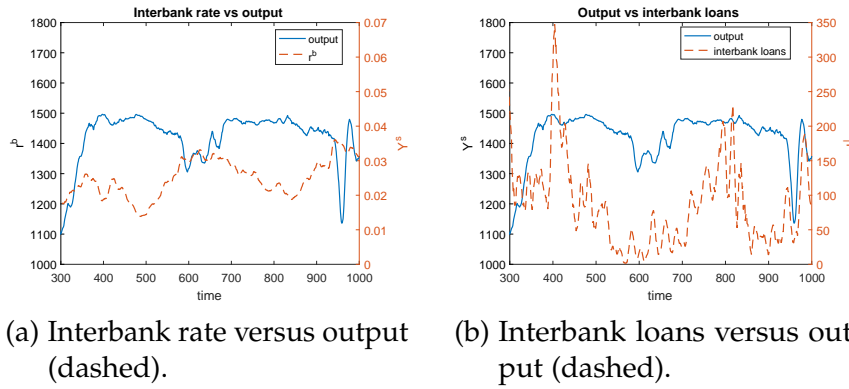 Interbank rate vs output
1800
1700
1600
1500
1400
1300
1200
1100
1000
r^b
output
r^b
0.07
0.06
0.05
0.04
0.03
0.02
0.01
0
Y^s
300 400 500 600 700 800 900 1000
time
Output vs interbank loans
1800
1700
1600
1500
1400
1300
1200
1100
1000
Y^s
output
interbank loans
350
300
250
200
150
100
50
0
300 400 500 600 700 800 900 1000
time
(a) Interbank rate versus output
(dashed).
(b) Interbank loans versus out
put (dashed).